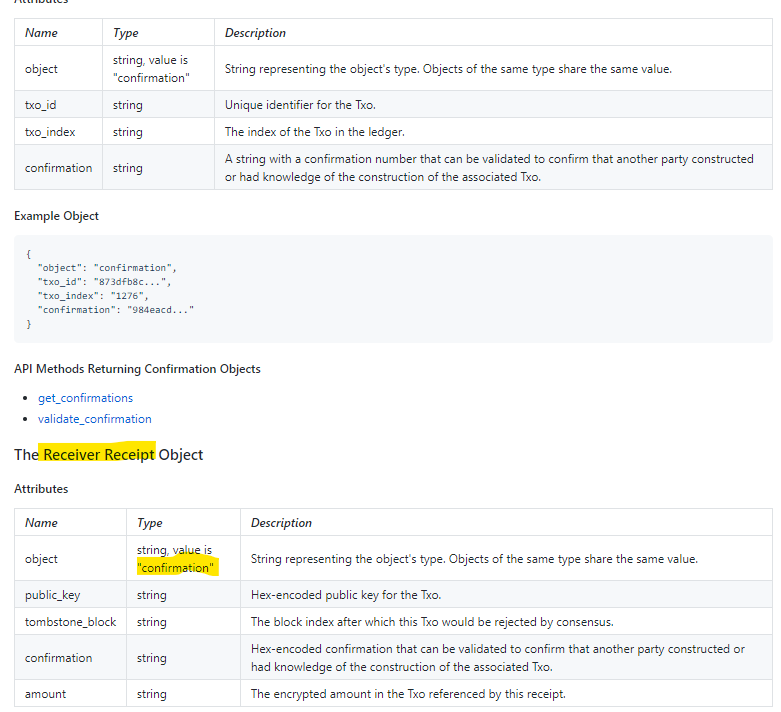 Attributes
Name Type Description
object string, value is "confirmation" String representing the object's type. Objects of the same type share the same value.
txo_id string Unique identifier for the Txo.
txo_index string The index of the Txo in the ledger.
confirmation string A string with a confirmation number that can be validated to confirm that another party constructed
or had knowledge of the construction of the associated Txo.
Example Object
{
"object": "confirmation",
"txo_id": "873dfb8c...",
"txo_index": "1276",
"confirmation": "984eacd..."
}
API Methods Returning Confirmation Objects
• get_confirmations
• validate_confirmation
The Receiver Receipt Object
Attributes
Name Type Description
object string, value is "confirmation" String representing the object's type. Objects of the same type share the same value.
public_key string Hex-encoded public key for the Txo.
tombstone_block string The block index after which this Txo would be rejected by consensus.
confirmation string Hex-encoded confirmation that can be validated to confirm that another party constructed or
had knowledge of the construction of the associated Txo.
amount string The encrypted amount in the Txo referenced by this receipt.